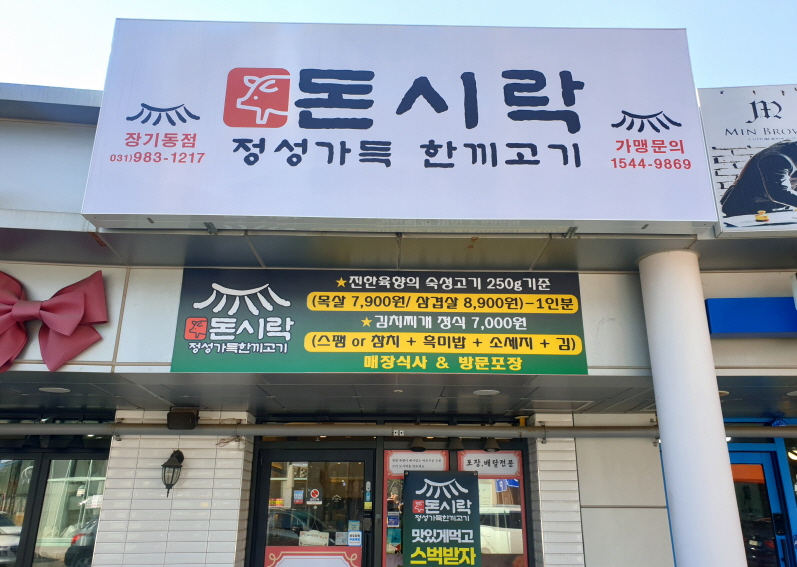 돈시락
정성가득 한끼고기
장기동점
(031)983-1217
가맹문의
1544-9869
MIN BROW
★진한육향의 숙성고기 250g기준
(목살 7,900원/ 삼겹살 8,900원)-1인분
★김치찌개 정식 7,000원
(스팸 or 참치 + 흑미밥 + 소세지 + 김)
매장식사 & 방문포장
돈시락
정성가득한끼고기
포장, 배달전문
돈시락
정성가득한끼고기
맛있게먹고
스벅받자